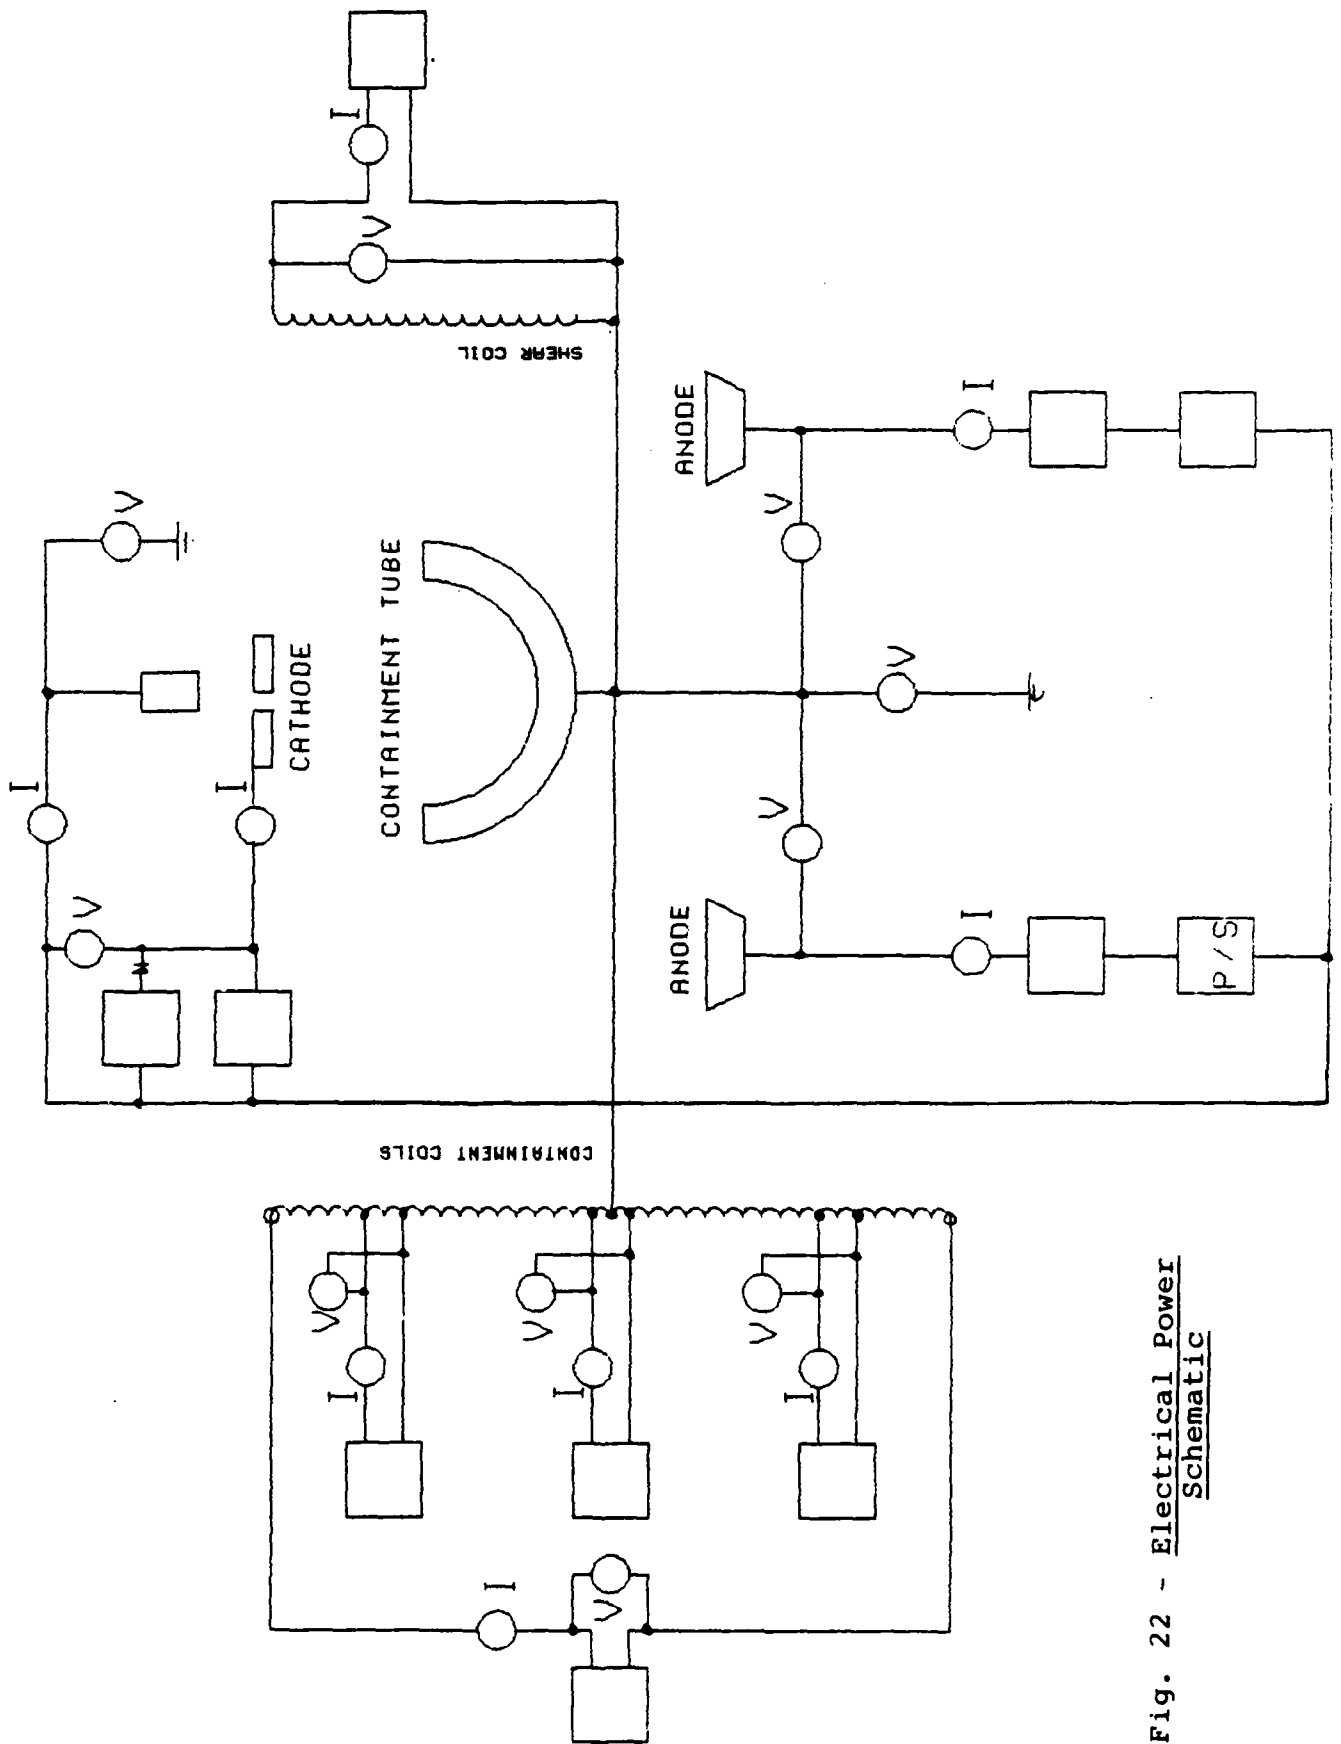 I
V
SHEAR COIL
V
I
I
CATHODE
V
CONTAINMENT TUBE
ANODE
V
I
V
V
ANODE
I
P/S
CONTAINMENT COILS
V
I
V
I
V
I
I
V
Fig. 22 - Electrical Power
Schematic